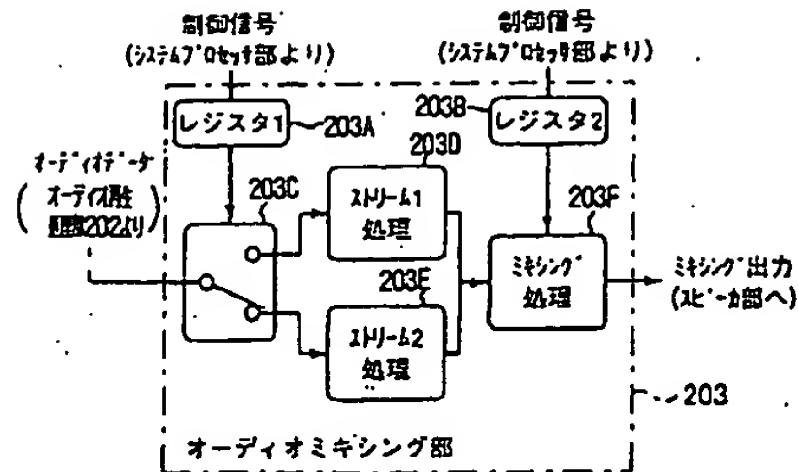 制御信号
(システムプロセッサ部より)
制御信号
(システムプロセッサ部より)
レジスタ1
203A
203B
レジスタ2
オーディオデータ
(オーディオ再生
処理部202より)
203C
203D
ストリーム1
処理
203F
ミキシング
処理
ミキシング出力
(スピーカ部へ)
203E
ストリーム2
処理
203
オーディオミキシング部